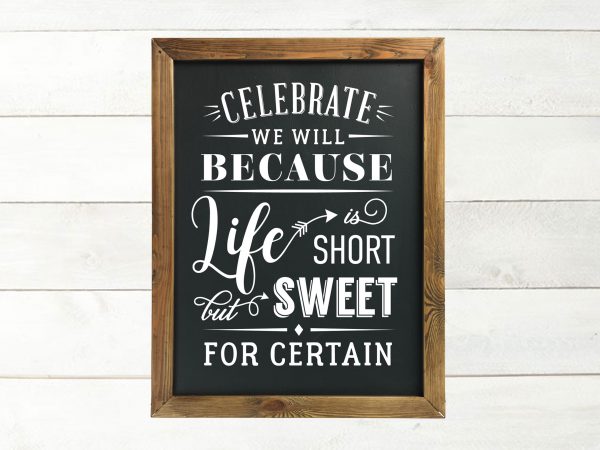 CELEBRATE
WE WILL
BECAUSE
Life is
SHORT
but SWEET
FOR CERTAIN